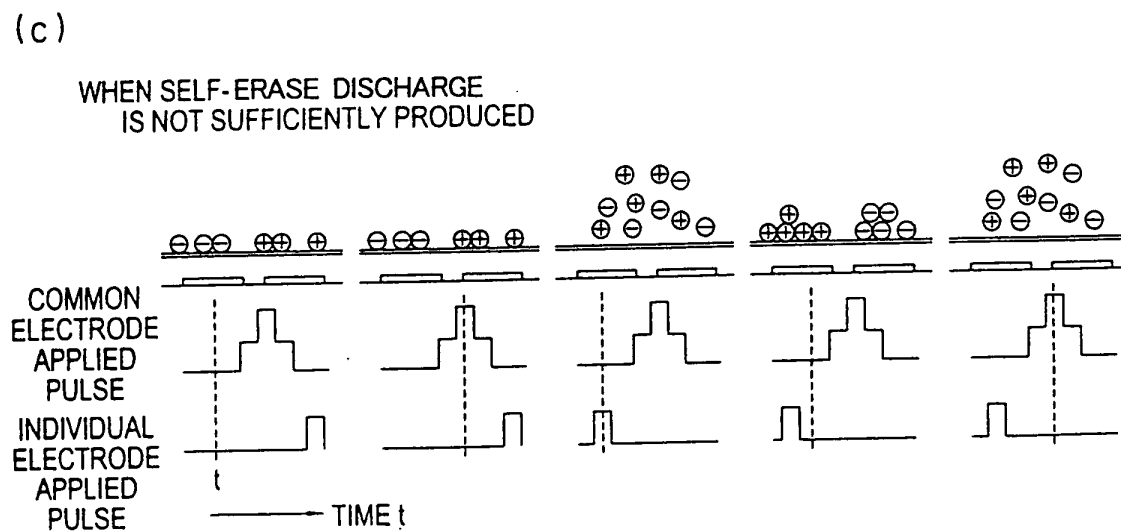 (c)
WHEN SELF-ERASE DISCHARGE
IS NOT SUFFICIENTLY PRODUCED
COMMON
ELECTRODE
APPLIED
PULSE
INDIVIDUAL
ELECTRODE
APPLIED
PULSE
t
TIME t